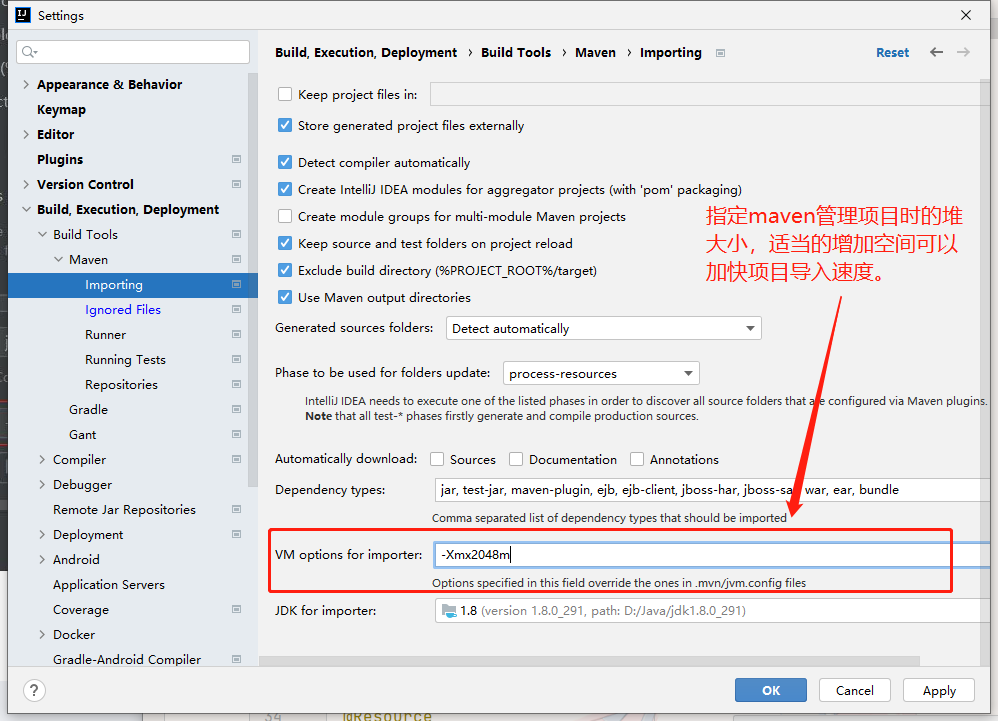 Settings
Build, Execution, Deployment › Build Tools › Maven › Importing
Reset
Appearance & Behavior
Keymap
Editor
Plugins
Version Control
Build, Execution, Deployment
Build Tools
Maven
Importing
Ignored Files
Runner
Running Tests
Repositories
Gradle
Gant
Compiler
Debugger
Remote Jar Repositories
Deployment
Android
Application Servers
Coverage
Docker
Gradle-Android Compiler
Keep project files in:
Store generated project files externally
Detect compiler automatically
Create IntelliJ IDEA modules for aggregator projects (with 'pom' packaging)
Create module groups for multi-module Maven projects
Keep source and test folders on project reload
Exclude build directory (%PROJECT_ROOT%/target)
Use Maven output directories
指定maven管理项目时的堆
大小，适当的增加空间可以
加快项目导入速度。
Generated sources folders: Detect automatically
Phase to be used for folders update: process-resources
IntelliJ IDEA needs to execute one of the listed phases in order to discover all source folders that are configured via Maven plugins.
Note that all test-* phases firstly generate and compile production sources.
Automatically download: Sources Documentation Annotations
Dependency types: jar, test-jar, maven-plugin, ejb, ejb-client, jboss-har, jboss-sar, war, ear, bundle
Comma separated list of dependency types that should be imported
VM options for importer: -Xmx2048m
Options specified in this field override the ones in .mvn/jvm.config files
JDK for importer: 1.8 (version 1.8.0_291, path: D:/Java/jdk1.8.0_291)
?
OK
Cancel
Apply
34
@Resource